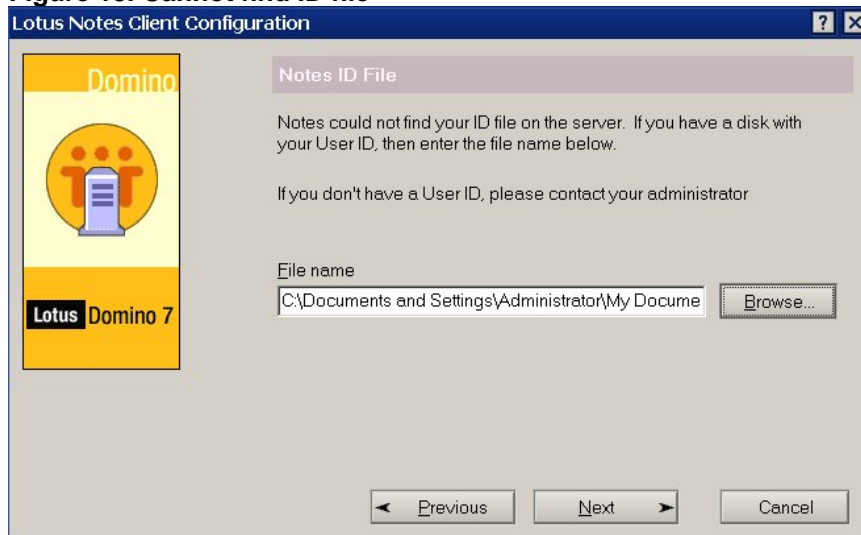 Figure 18. Cannot find ID file
Lotus Notes Client Configuration
Domino
Notes ID File
Notes could not find your ID file on the server. If you have a disk with
your User ID, then enter the file name below.
If you don't have a User ID, please contact your administrator
File name
C:\Documents and Settings\Administrator\My Docume
Browse...
Lotus Domino 7
Previous
Next
Cancel